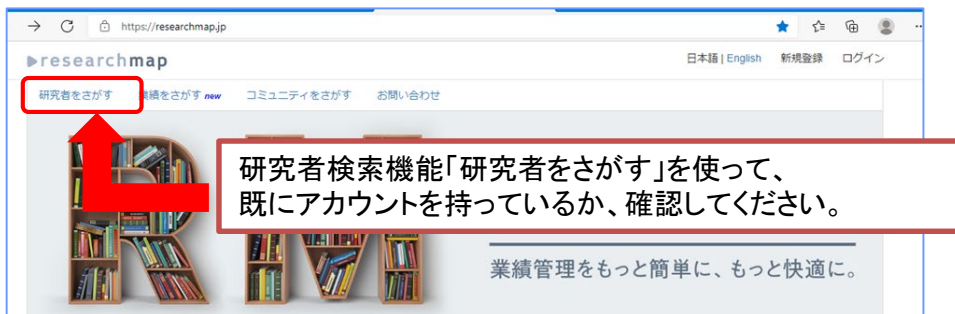 https://researchmap.jp
researchmap
日本語 | English 新規登録 ログイン
研究者をさがす 業績をさがす new コミュニティをさがす お問い合わせ
研究者検索機能「研究者をさがす」を使って、
既にアカウントを持っているか、確認してください。
RM
業績管理をもっと簡単に、もっと快適に。